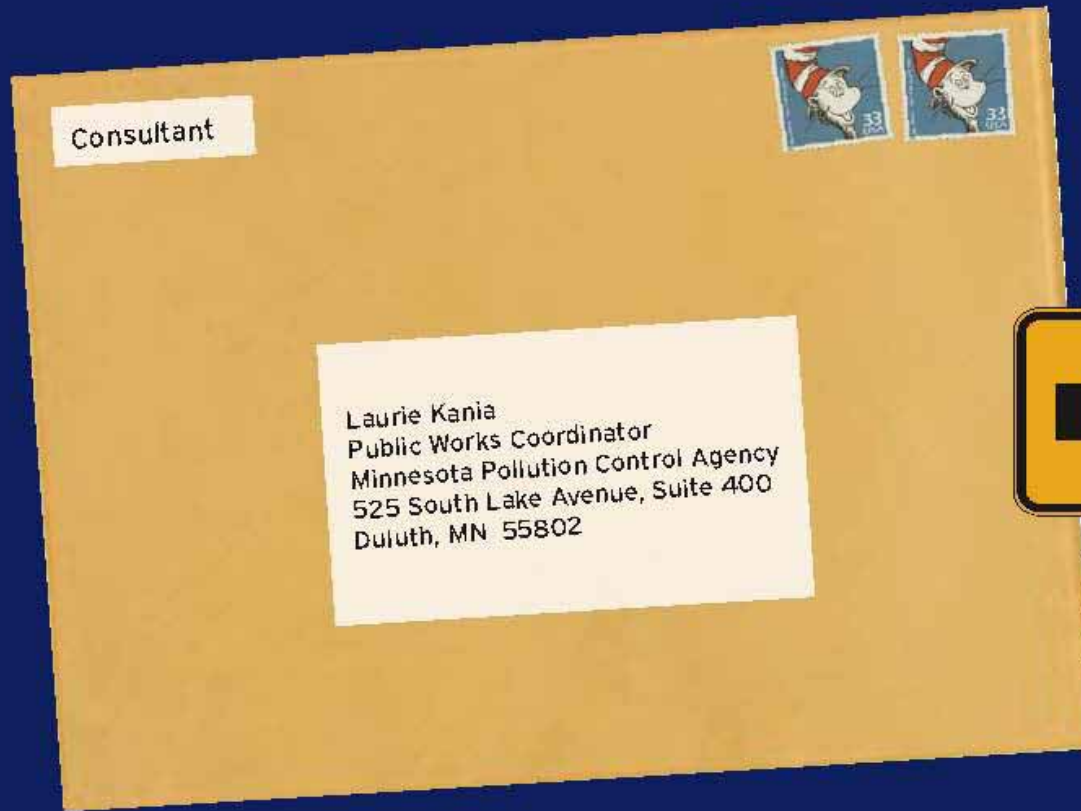 Consultant
33
USA
33
USA
Laurie Kania
Public Works Coordinator
Minnesota Pollution Control Agency
525 South Lake Avenue, Suite 400
Duluth, MN 55802